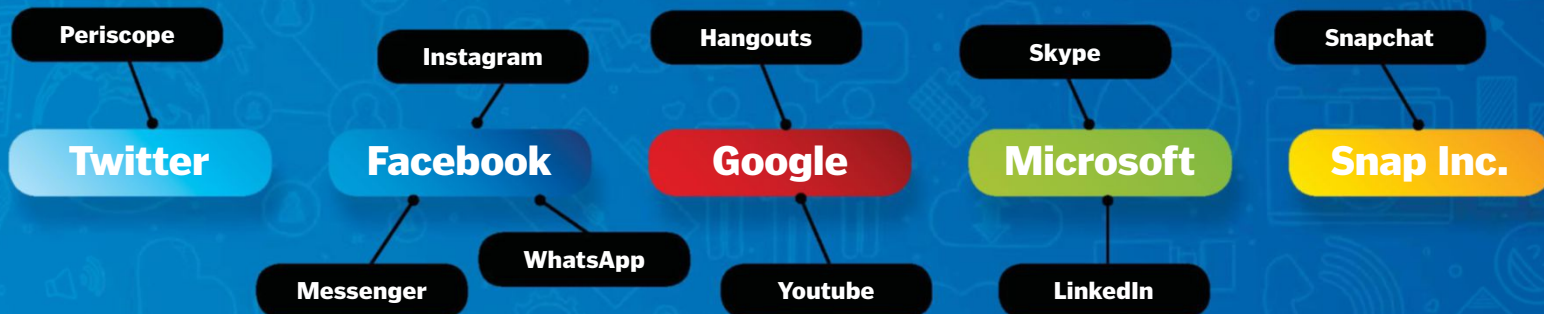 Periscope
Instagram
Hangouts
Skype
Snapchat
Twitter
Facebook
Google
Microsoft
Snap Inc.
Messenger
WhatsApp
Youtube
LinkedIn